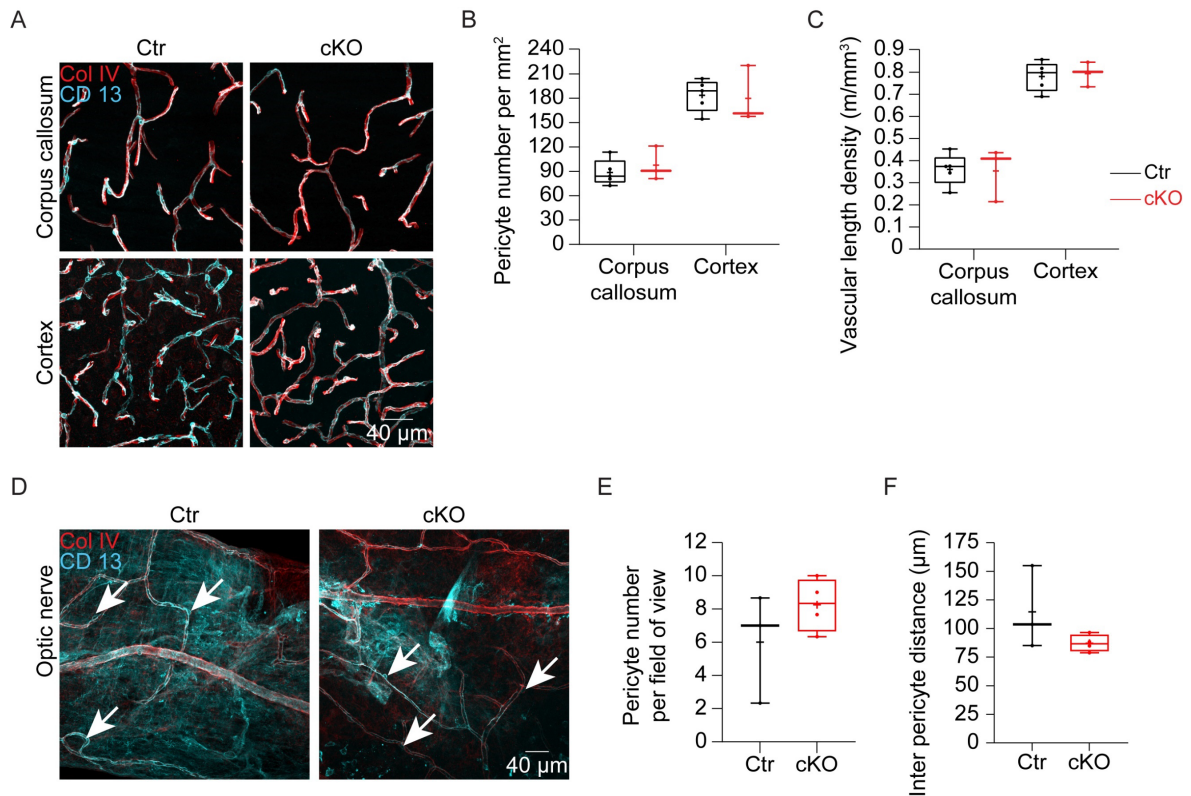 A
Ctr
cKO
Col IV
CD 13
Corpus callosum
Cortex
40 µm
B
Pericyte number per mm²
240
210
180
150
120
90
60
30
0
Corpus
callosum
Cortex
C
Vascular length density (m/mm³)
0.9
0.8
0.7
0.6
0.5
0.4
0.3
0.2
0.1
0
Corpus
callosum
Cortex
Ctr
cKO
D
Ctr
cKO
Col IV
CD 13
Optic nerve
40 µm
E
Pericyte number
per field of view
12
10
8
6
4
2
0
Ctr
cKO
F
Inter pericyte distance (µm)
175
150
125
100
75
50
25
0
Ctr
cKO